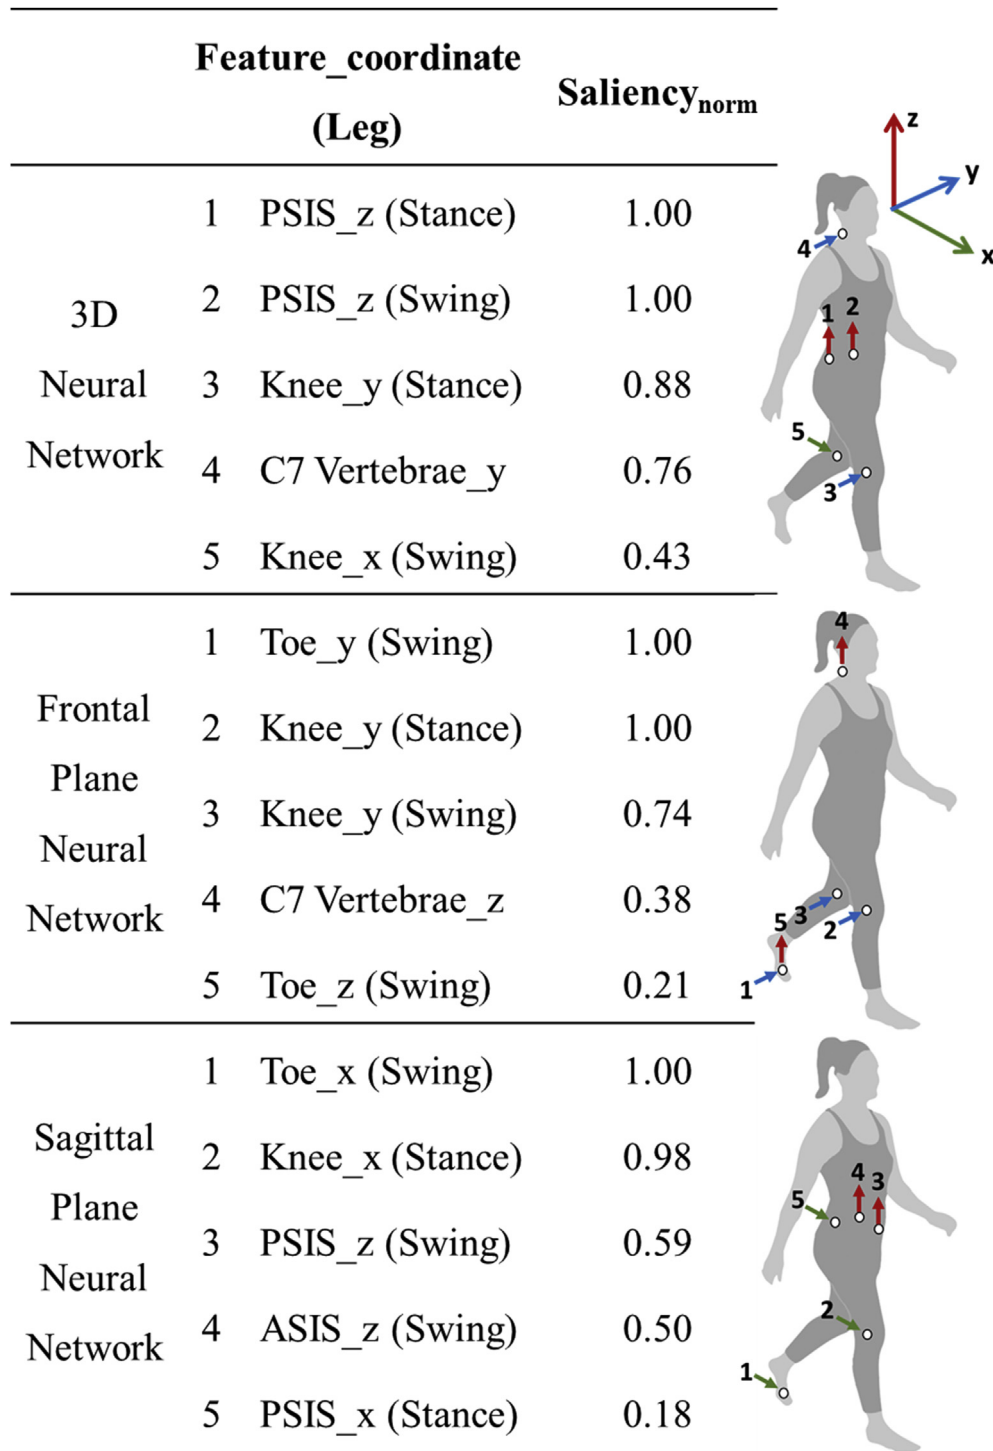 Feature_coordinate
(Leg)
Saliencynorm
3D
Neural
Network
1 PSIS_z (Stance) 1.00
2 PSIS_z (Swing) 1.00
3 Knee_y (Stance) 0.88
4 C7 Vertebrae_y 0.76
5 Knee_x (Swing) 0.43
z
y
x
4
1 2
5
3
Frontal
Plane
Neural
Network
1 Toe_y (Swing) 1.00
2 Knee_y (Stance) 1.00
3 Knee_y (Swing) 0.74
4 C7 Vertebrae_z 0.38
5 Toe_z (Swing) 0.21
4
5 3
2
1
Sagittal
Plane
Neural
Network
1 Toe_x (Swing) 1.00
2 Knee_x (Stance) 0.98
3 PSIS_z (Swing) 0.59
4 ASIS_z (Swing) 0.50
5 PSIS_x (Stance) 0.18
4 3
5
2
1